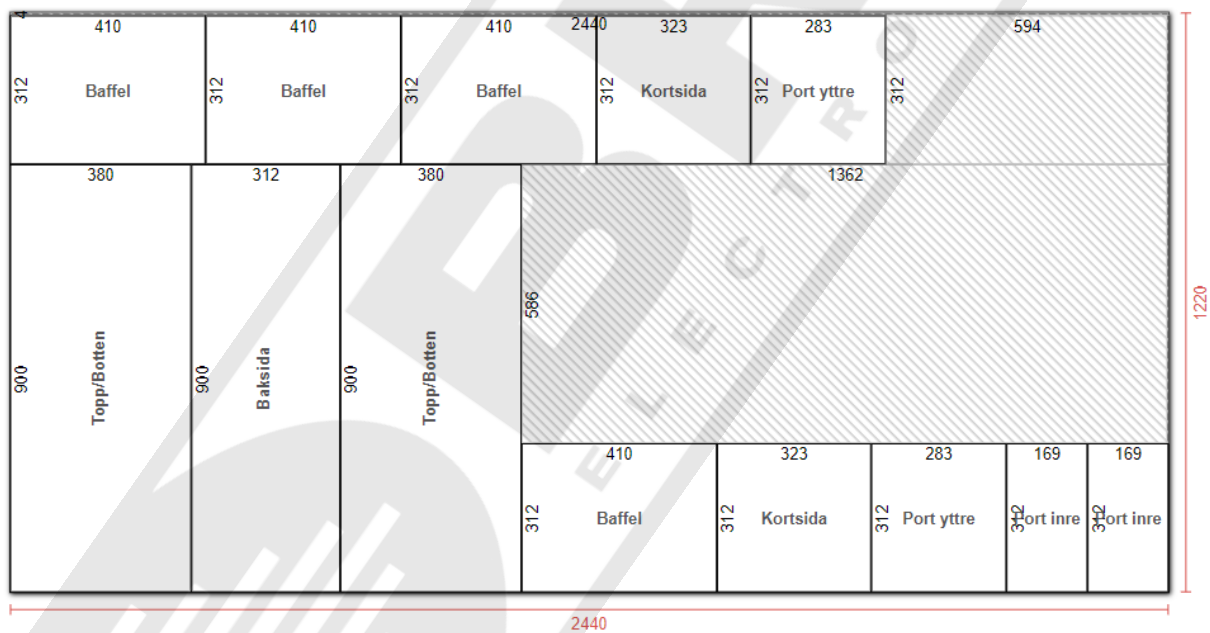 4
410 410 410 2440 323 283 594
312 Baffel 312 Baffel 312 Baffel 312 Kortsida 312 Port yttre 312
380 312 380 1362
900 Topp/Botten 900 Baksida 900 Topp/Botten 586
1220
410 323 283 169 169
312 Baffel 312 Kortsida 312 Port yttre 312 Port inre 312 Port inre
2440
ELECTRO